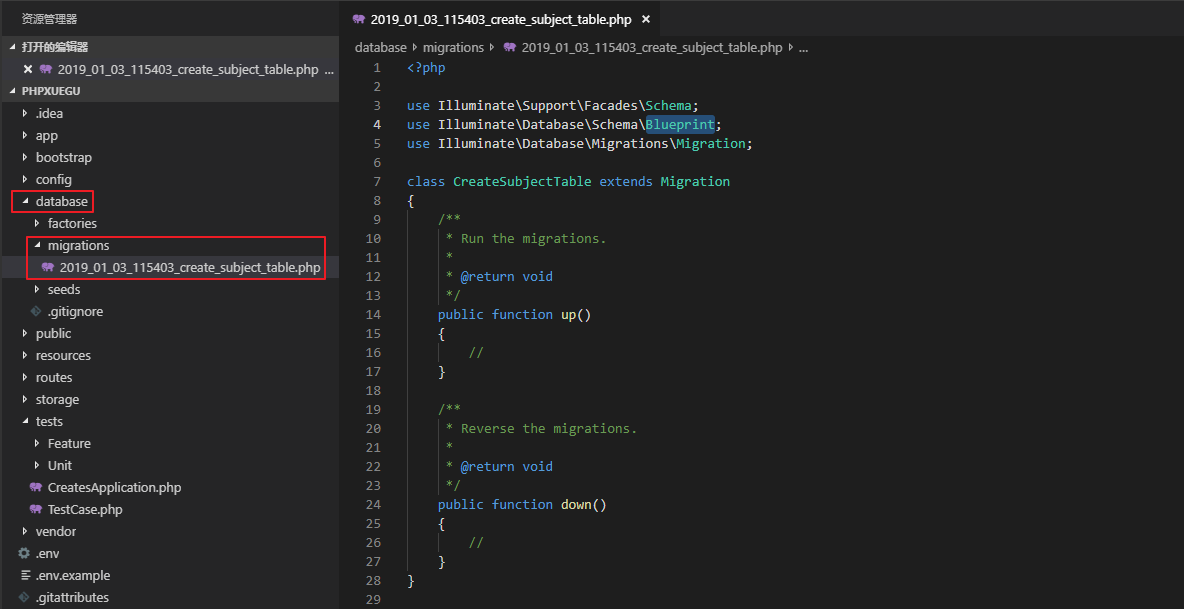 资源管理器
打开的编辑器
2019_01_03_115403_create_subject_table.php ...
PHPXUEGU
.idea
app
bootstrap
config
database
factories
migrations
2019_01_03_115403_create_subject_table.php
seeds
.gitignore
public
resources
routes
storage
tests
Feature
Unit
CreatesApplication.php
TestCase.php
vendor
.env
.env.example
.gitattributes
2019_01_03_115403_create_subject_table.php
database migrations 2019_01_03_115403_create_subject_table.php ...
1 <?php
2
3 use Illuminate\Support\Facades\Schema;
4 use Illuminate\Database\Schema\Blueprint;
5 use Illuminate\Database\Migrations\Migration;
6
7 class CreateSubjectTable extends Migration
8 {
9 /**
10 * Run the migrations.
11 *
12 * @return void
13 */
14 public function up()
15 {
16 //
17 }
18
19 /**
20 * Reverse the migrations.
21 *
22 * @return void
23 */
24 public function down()
25 {
26 //
27 }
28 }
29